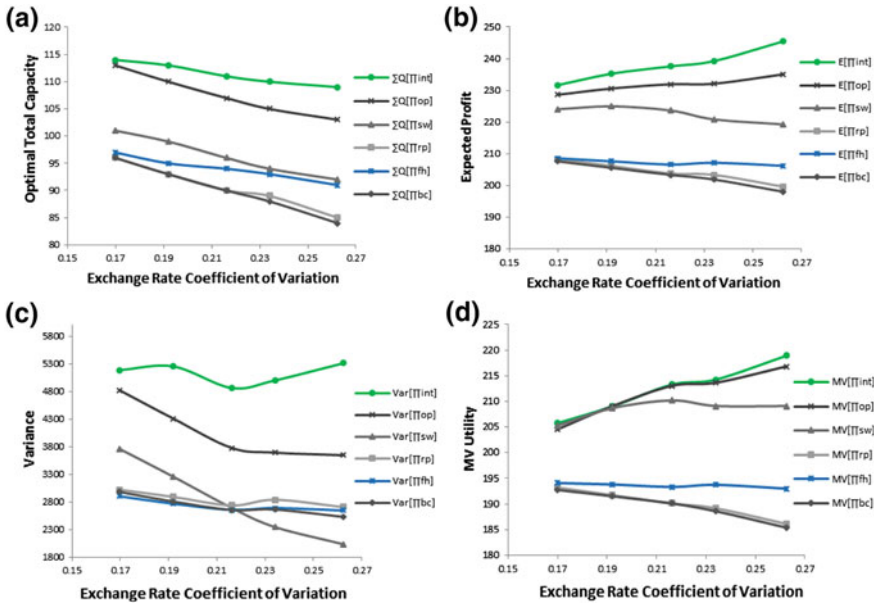 (a)
Optimal Total Capacity
120
115
110
105
100
95
90
85
80
0.15 0.17 0.19 0.21 0.23 0.25 0.27
Exchange Rate Coefficient of Variation
∑Q[∏int]
∑Q[∏op]
∑Q[∏sw]
∑Q[∏rp]
∑Q[∏fh]
∑Q[∏bc]
(b)
Expected Profit
250
240
230
220
210
200
190
180
0.15 0.17 0.19 0.21 0.23 0.25 0.27
Exchange Rate Coefficient of Variation
E[∏int]
E[∏op]
E[∏sw]
E[∏rp]
E[∏fh]
E[∏bc]
(c)
Variance
5800
5300
4800
4300
3800
3300
2800
2300
1800
0.15 0.17 0.19 0.21 0.23 0.25 0.27
Exchange Rate Coefficient of Variation
Var[∏int]
Var[∏op]
Var[∏sw]
Var[∏rp]
Var[∏fh]
Var[∏bc]
(d)
MV Utility
225
220
215
210
205
200
195
190
185
180
0.15 0.17 0.19 0.21 0.23 0.25 0.27
Exchange Rate Coefficient of Variation
MV[∏int]
MV[∏op]
MV[∏sw]
MV[∏rp]
MV[∏fh]
MV[∏bc]